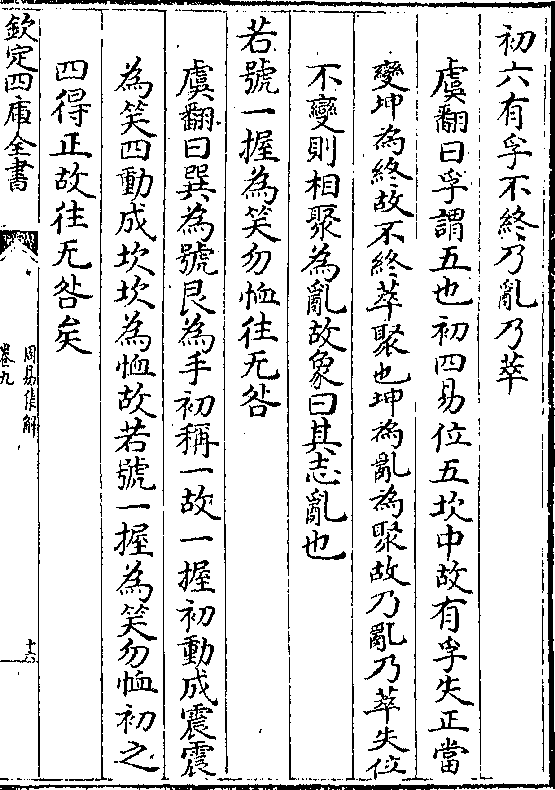 初六有孚不終乃亂乃萃
虞翻曰孚謂五也初四易位五坎中故有孚失正當
變坤為終故不終萃聚也坤為亂為聚故乃亂乃萃失位
不變則相聚為亂故象曰其志亂也
若號一握為笑勿恤往无咎
虞翻曰巽為號艮為手初稱一故一握初動成震震
為笑四動成坎坎為恤故若號一握為笑勿恤初之
四得正故往无咎矣
欽定四庫全書
周易集解
卷九
十六